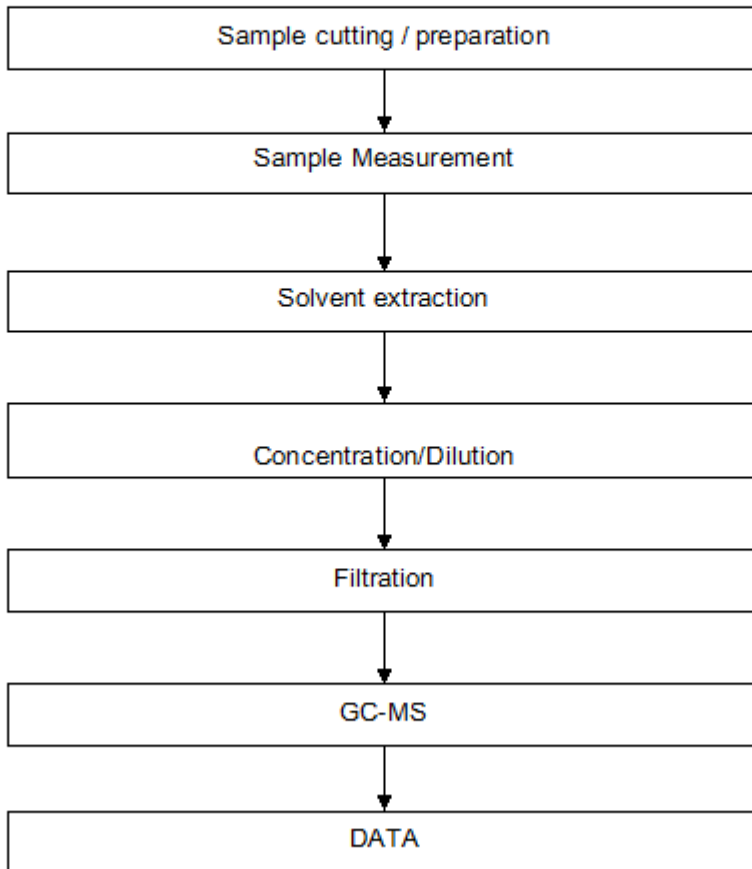 Sample cutting / preparation
Sample Measurement
Solvent extraction
Concentration/Dilution
Filtration
GC-MS
DATA